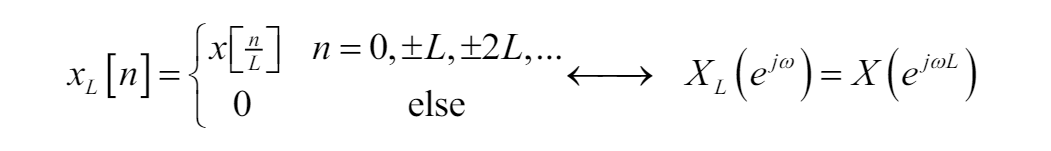 x_L[n] = { x[n/L]  n = 0, ±L, ±2L, ...  ⟷  X_L(e^{jω}) = X(e^{jωL})
0  else